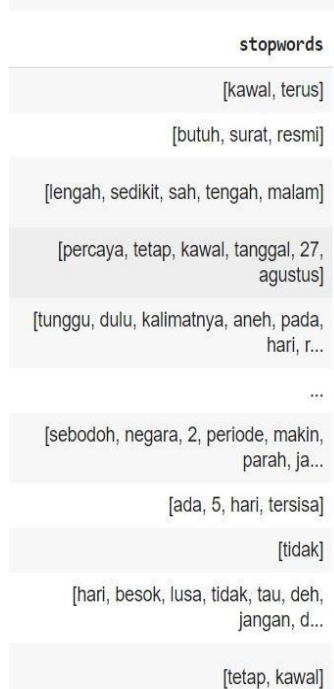 stopwords
[kawal, terus]
[butuh, surat, resmi]
[lengah, sedikit, sah, tengah, malam]
[percaya, tetap, kawal, tanggal, 27,
agustus]
[tunggu, dulu, kalimatnya, aneh, pada,
hari, r...
...
[sebodoh, negara, 2, periode, makin,
parah, ja...
[ada, 5, hari, tersisa]
[tidak]
[hari, besok, lusa, tidak, tau, deh,
jangan, d...
[tetap, kawal]